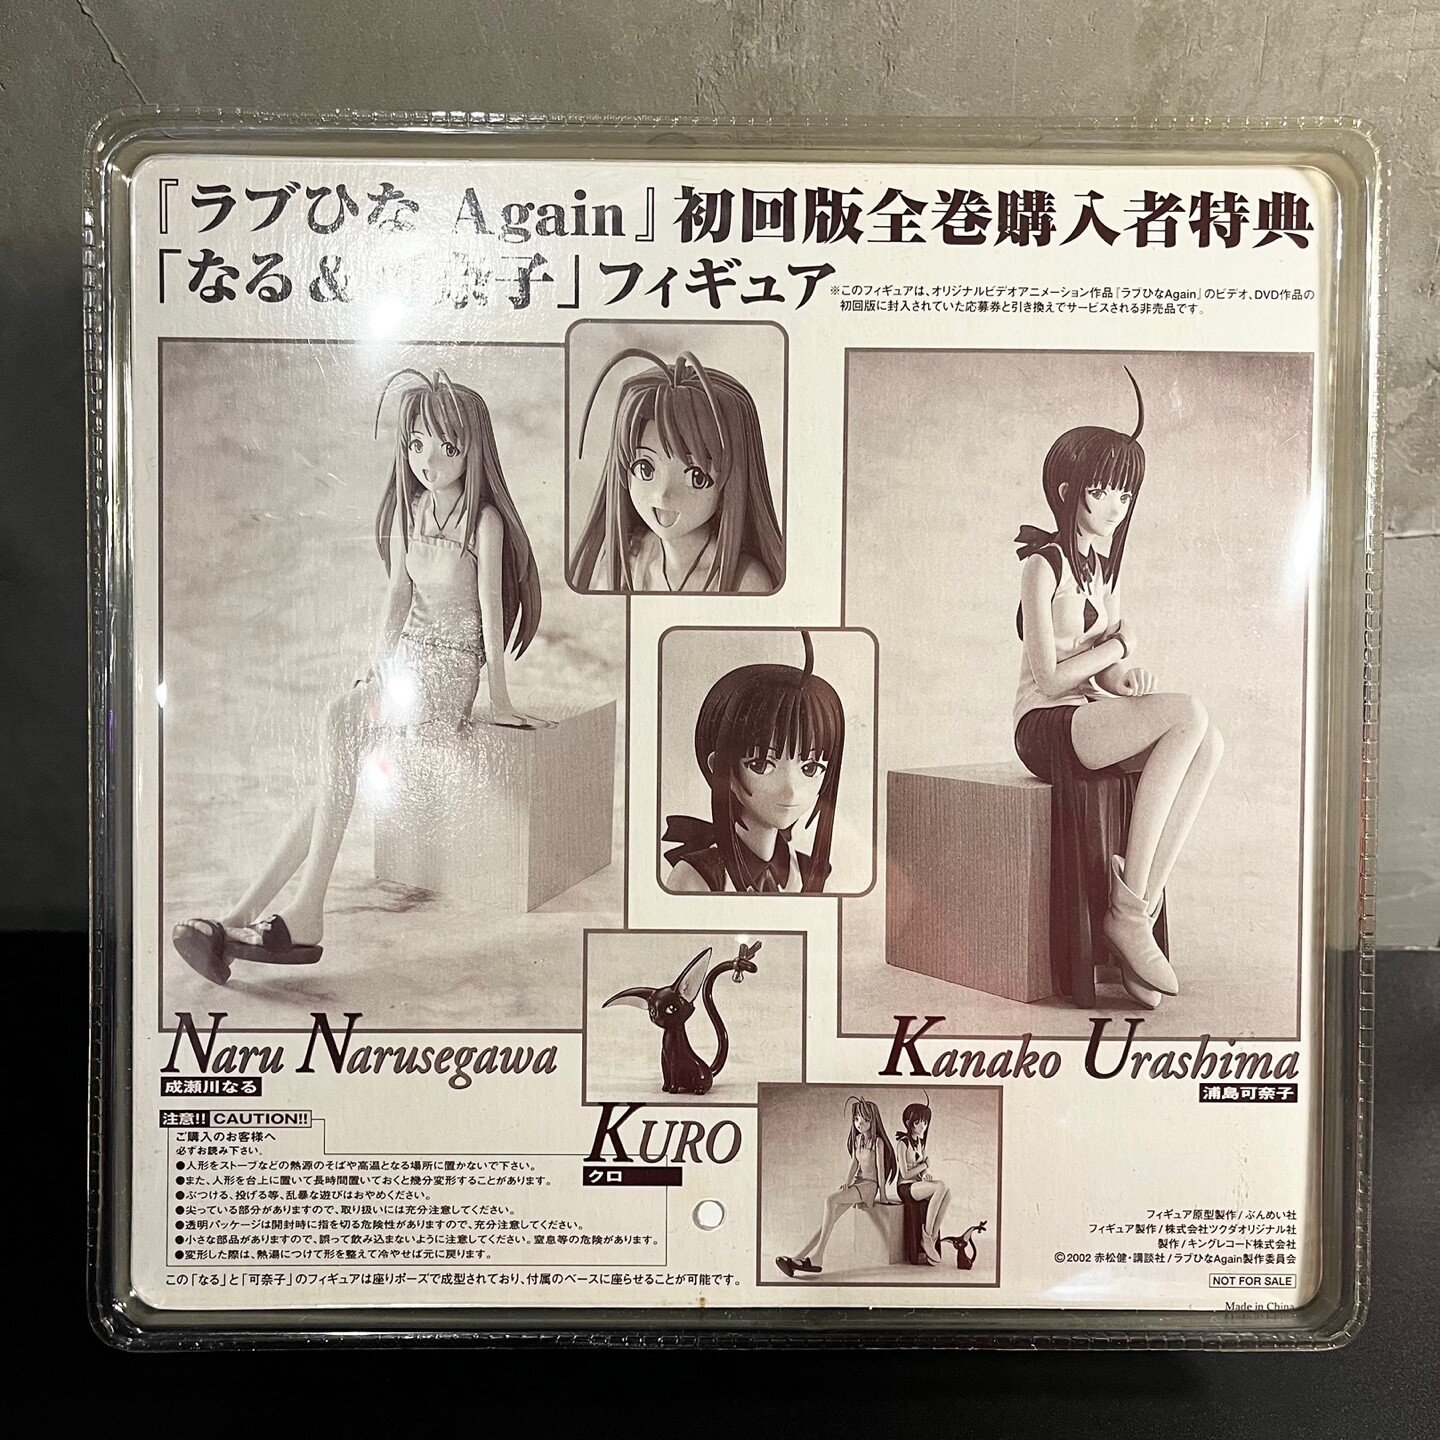 『ラブひな Again』初回版全巻購入者特典
「なる& 奈子」フィギュア
※このフィギュアは、オリジナルビデオアニメーション作品『ラブひなAgain』のビデオ、DVD作品の
初回版に封入されていた応募券と引き換えでサービスされる非売品です。
Naru Narusegawa
成瀬川なる
Kanako Urashima
浦島可奈子
KURO
クロ
注意!! CAUTION!!
ご購入のお客様へ
必ずお読み下さい。
●人形をストーブなどの熱源のそばや高温となる場所に置かないで下さい。
●また、人形を台上に置いて長時間置いておくと幾分変形することがあります。
●ぶつける、投げる等、乱暴な遊びはおやめください。
●尖っている部分がありますので、取り扱いには充分注意してください。
●透明パッケージは開封時に指を切る危険性がありますので、充分注意してください。
●小さな部品がありますので、誤って飲み込まないように注意してください。窒息等の危険があります。
●変形した際は、熱湯につけて形を整えて冷やせば元に戻ります。
この「なる」と「可奈子」のフィギュアは座りポーズで成型されており、付属のベースに座らせることが可能です。
フィギュア原型製作/ぶんめい社
フィギュア製作/株式会社ツクダオリジナル社
製作/キングレコード株式会社
©2002 赤松健・講談社/ラブひなAgain製作委員会
NOT FOR SALE
Made in China